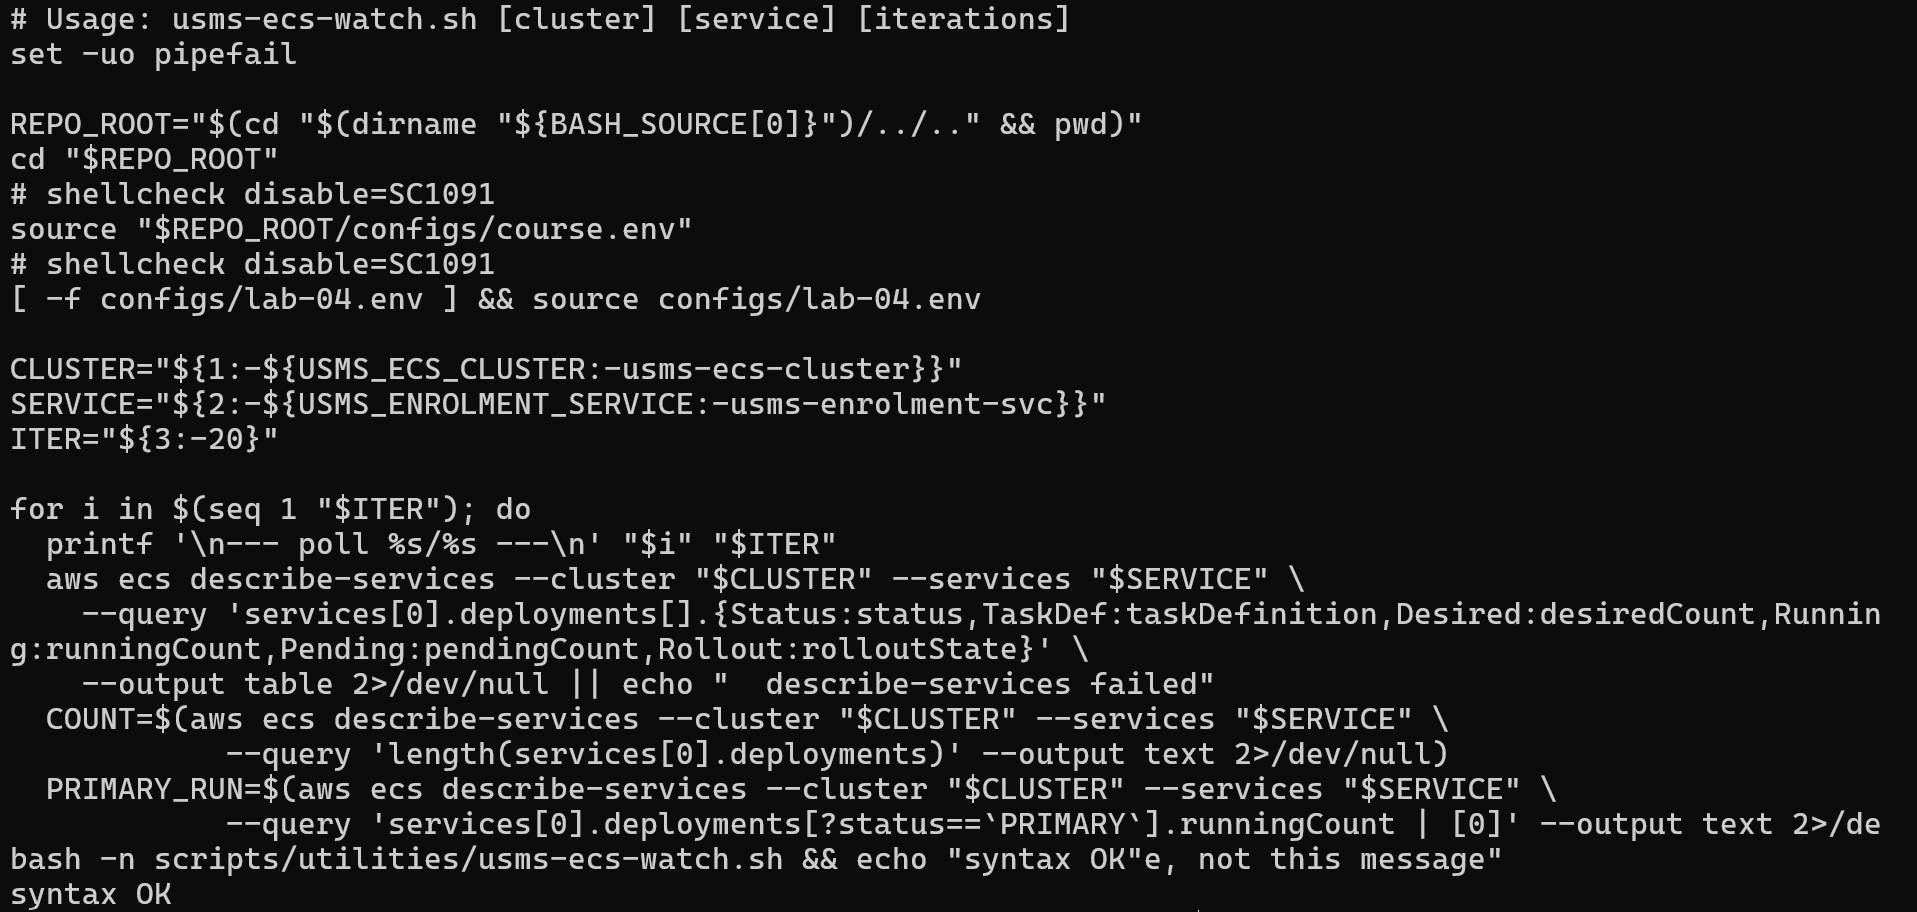 # Usage: usms-ecs-watch.sh [cluster] [service] [iterations]
set -uo pipefail

REPO_ROOT="$(cd "$(dirname "${BASH_SOURCE[0]}")/../.." && pwd)"
cd "$REPO_ROOT"
# shellcheck disable=SC1091
source "$REPO_ROOT/configs/course.env"
# shellcheck disable=SC1091
[ -f configs/lab-04.env ] && source configs/lab-04.env

CLUSTER="${1:-${USMS_ECS_CLUSTER:-usms-ecs-cluster}}"
SERVICE="${2:-${USMS_ENROLMENT_SERVICE:-usms-enrolment-svc}}"
ITER="${3:-20}"

for i in $(seq 1 "$ITER"); do
  printf '\n--- poll %s/%s ---\n' "$i" "$ITER"
  aws ecs describe-services --cluster "$CLUSTER" --services "$SERVICE" \
    --query 'services[0].deployments[].{Status:status,TaskDef:taskDefinition,Desired:desiredCount,Runnin
g:runningCount,Pending:pendingCount,Rollout:rolloutState}' \
    --output table 2>/dev/null || echo "  describe-services failed"
  COUNT=$(aws ecs describe-services --cluster "$CLUSTER" --services "$SERVICE" \
            --query 'length(services[0].deployments)' --output text 2>/dev/null)
  PRIMARY_RUN=$(aws ecs describe-services --cluster "$CLUSTER" --services "$SERVICE" \
            --query 'services[0].deployments[?status==`PRIMARY`].runningCount | [0]' --output text 2>/de
bash -n scripts/utilities/usms-ecs-watch.sh && echo "syntax OK"e, not this message"
syntax OK